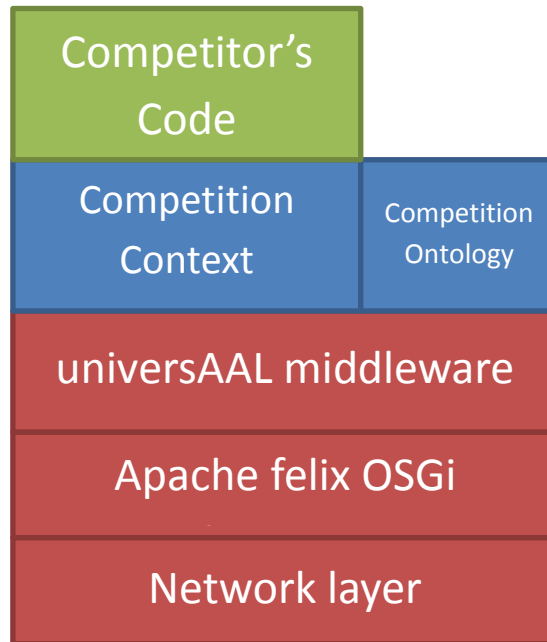 Competitor's
Code
Competition
Context
Competition
Ontology
universAAL middleware
Apache felix OSGi
Network layer